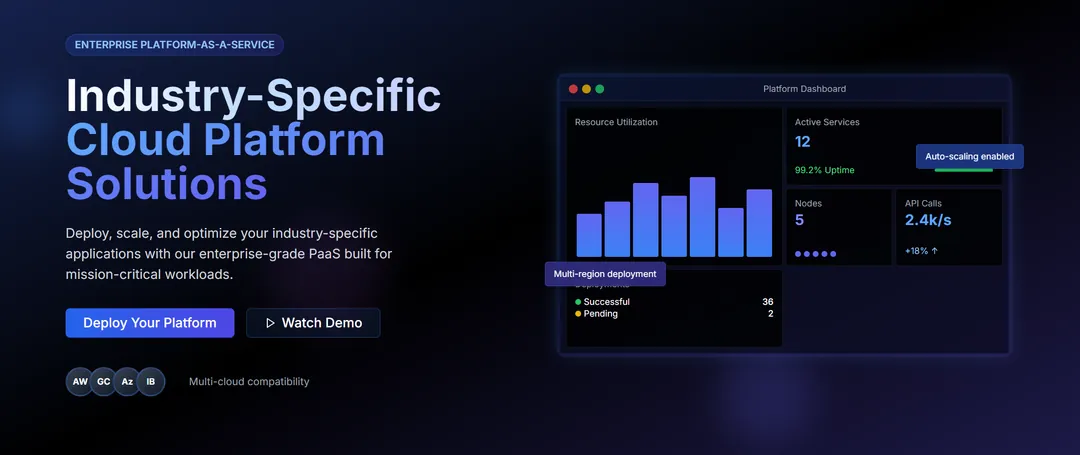 ENTERPRISE PLATFORM-AS-A-SERVICE
Industry-Specific
Cloud Platform
Solutions
Deploy, scale, and optimize your industry-specific
applications with our enterprise-grade PaaS built for
mission-critical workloads.
Deploy Your Platform
Watch Demo
AW
GC
Az
IB
Multi-cloud compatibility
Platform Dashboard
Resource Utilization
Active Services
12
99.2% Uptime
Auto-scaling enabled
Nodes
5
API Calls
2.4k/s
+18% ↑
Multi-region deployment
Successful 36
Pending 2